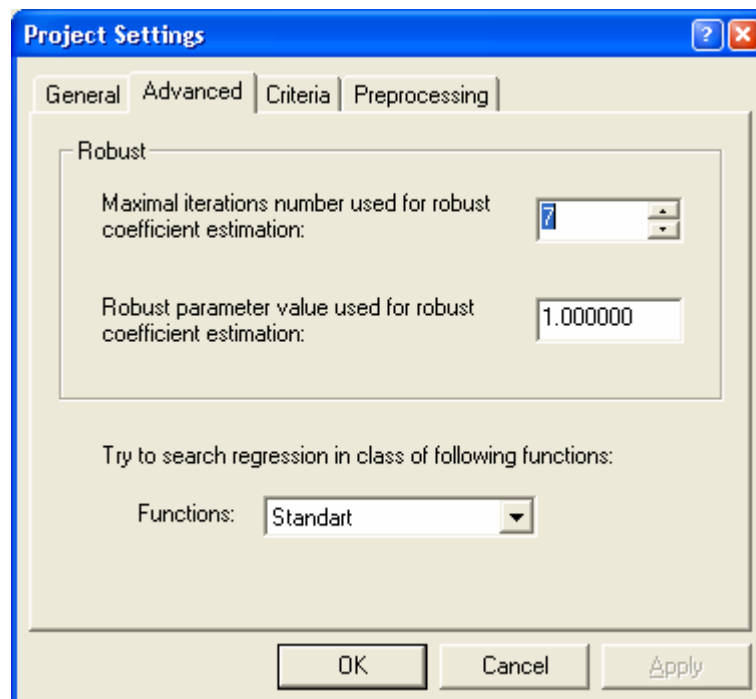 Project Settings
General
Advanced
Criteria
Preprocessing
Robust
Maximal iterations number used for robust
coefficient estimation:
7
Robust parameter value used for robust
coefficient estimation:
1.000000
Try to search regression in class of following functions:
Functions:
Standart
OK
Cancel
Apply